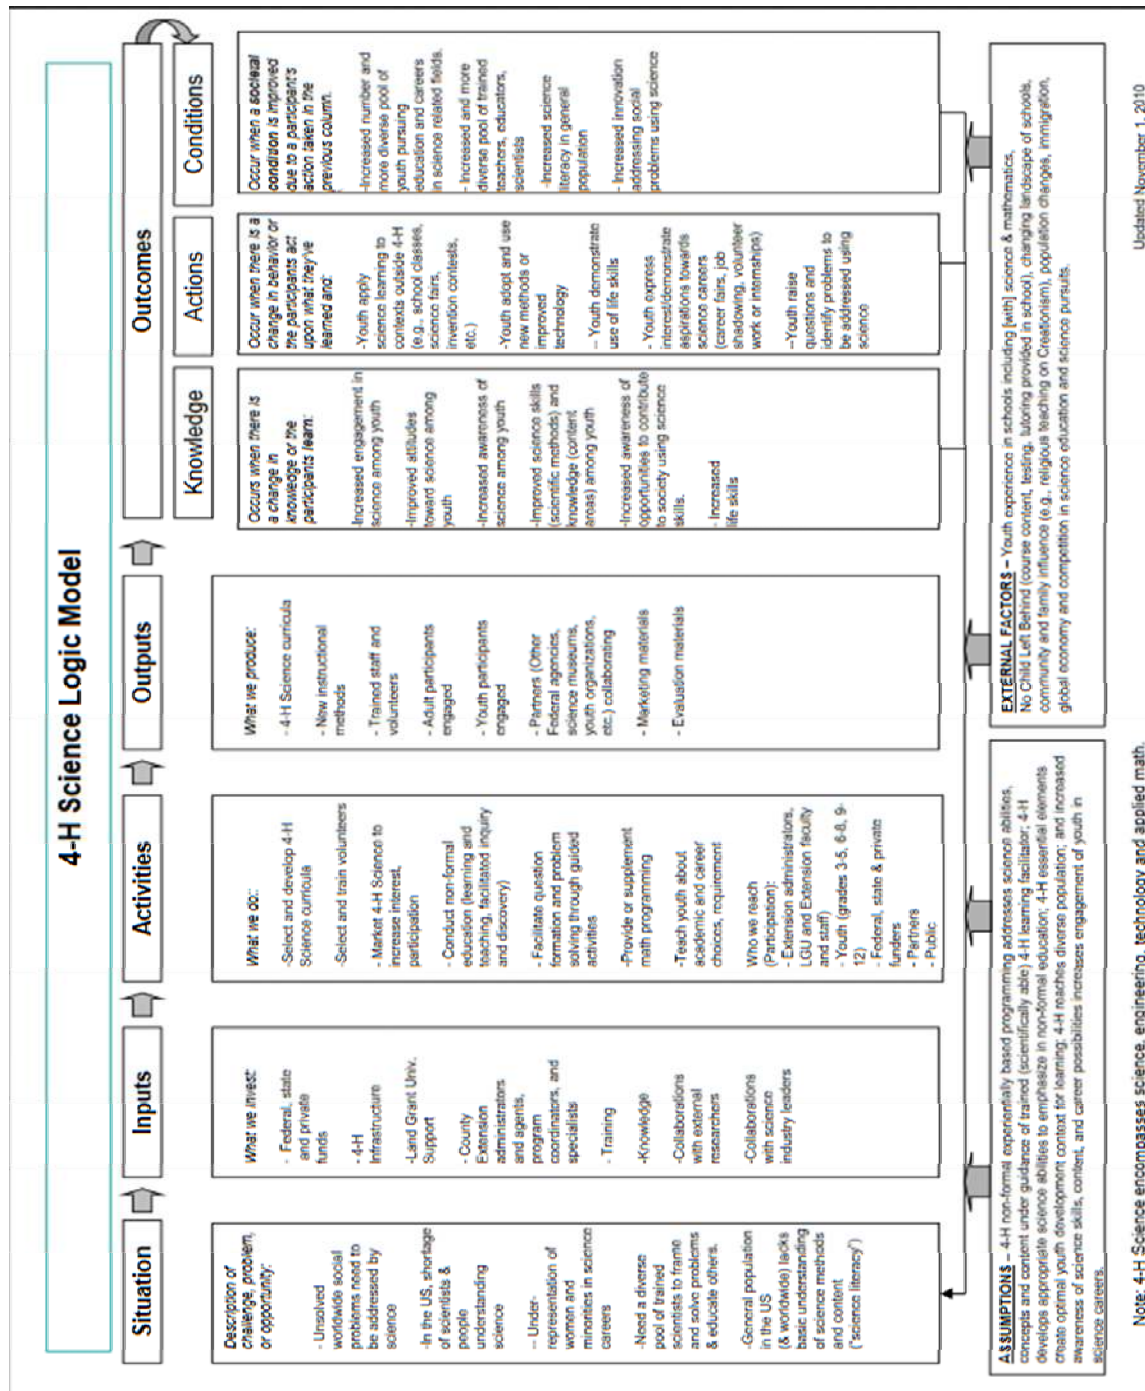 4-H Science Logic Model
Situation
Description of
challenge, problem,
or opportunity:
- Unsolved
worldwide social
problems need to
be addressed by
science
-In the US, shortage
of scientists &
people
understanding
science
– Under-
representation of
women and
minorities in science
careers
-Need a diverse
pool of trained
scientists to frame
and solve problems
& educate others.
-General population
in the US
(& worldwide) lacks
basic understanding
of science methods
and content
("science literacy")
Inputs
What we invest:
- Federal, state
and private
funds
- 4-H
Infrastructure
-Land Grant Univ.
Support
- County
Extension
administrators
and agents,
program
coordinators, and
specialists
- Training
-Knowledge
-Collaborations
with external
researchers
-Collaborations
with science
industry leaders
Activities
What we do::
-Select and develop 4-H
Science curricula
-Select and train volunteers
- Market 4-H Science to
increase interest,
participation
- Conduct non-formal
education (learning and
teaching, facilitated inquiry
and discovery)
- Facilitate question
formation and problem
solving through guided
activities
-Provide or supplement
math programming
-Teach youth about
academic and career
choices, requirement
Who we reach
(Participation):
- Extension administrators,
LGU and Extension faculty
and staff)
- Youth (grades 3-5, 6-8, 9-
12)
- Federal, state & private
funders
- Partners
- Public
Outputs
What we produce:
- 4-H Science curricula
- New instructional
methods
- Trained staff and
volunteers
- Adult participants
engaged
- Youth participants
engaged
- Partners (Other
Federal agencies,
science museums,
youth organizations,
etc.) collaborating
- Marketing materials
- Evaluation materials
Outcomes
Knowledge
Occurs when there is
a change in
knowledge or the
participants learn:
-Increased engagement in
science among youth
-Improved attitudes
toward science among
youth
-Increased awareness of
science among youth
-Improved science skills
(scientific methods) and
knowledge (content
areas) among youth
-Increased awareness of
opportunities to contribute
to society using science
skills.
- Increased
life skills
Actions
Occur when there is a
change in behavior or
the participants act
upon what they've
learned and:
-Youth apply
science learning to
contexts outside 4-H
(e.g., school classes,
science fairs,
invention contests,
etc.)
-Youth adopt and use
new methods or
improved
technology
– Youth demonstrate
use of life skills
- Youth express
interest/demonstrate
aspirations towards
science careers
(career fairs, job
shadowing, volunteer
work or internships)
–Youth raise
questions and
identify problems to
be addressed using
science
Conditions
Occur when a societal
condition is improved
due to a participant's
action taken in the
previous column.
-Increased number and
more diverse pool of
youth pursuing
education and careers
in science related fields.
- Increased and more
diverse pool of trained
teachers, educators,
scientists
-Increased science
literacy in general
population
- Increased innovation
addressing social
problems using science
ASSUMPTIONS – 4-H non-formal experientially based programming addresses science abilities,
concepts and content under guidance of trained (scientifically able) 4-H learning facilitator; 4-H
develops appropriate science abilities to emphasize in non-formal education; 4-H essential elements
create optimal youth development context for learning; 4-H reaches diverse population; and increased
awareness of science skills, content, and career possibilities increases engagement of youth in
science careers.
EXTERNAL FACTORS – Youth experience in schools including [with] science & mathematics,
No Child Left Behind (course content, testing, tutoring provided in school), changing landscape of schools,
community and family influence (e.g., religious teaching on Creationism), population changes, immigration,
global economy and competition in science education and science pursuits.
Note: 4-H Science encompasses science, engineering, technology and applied math.
Updated November 1, 2010